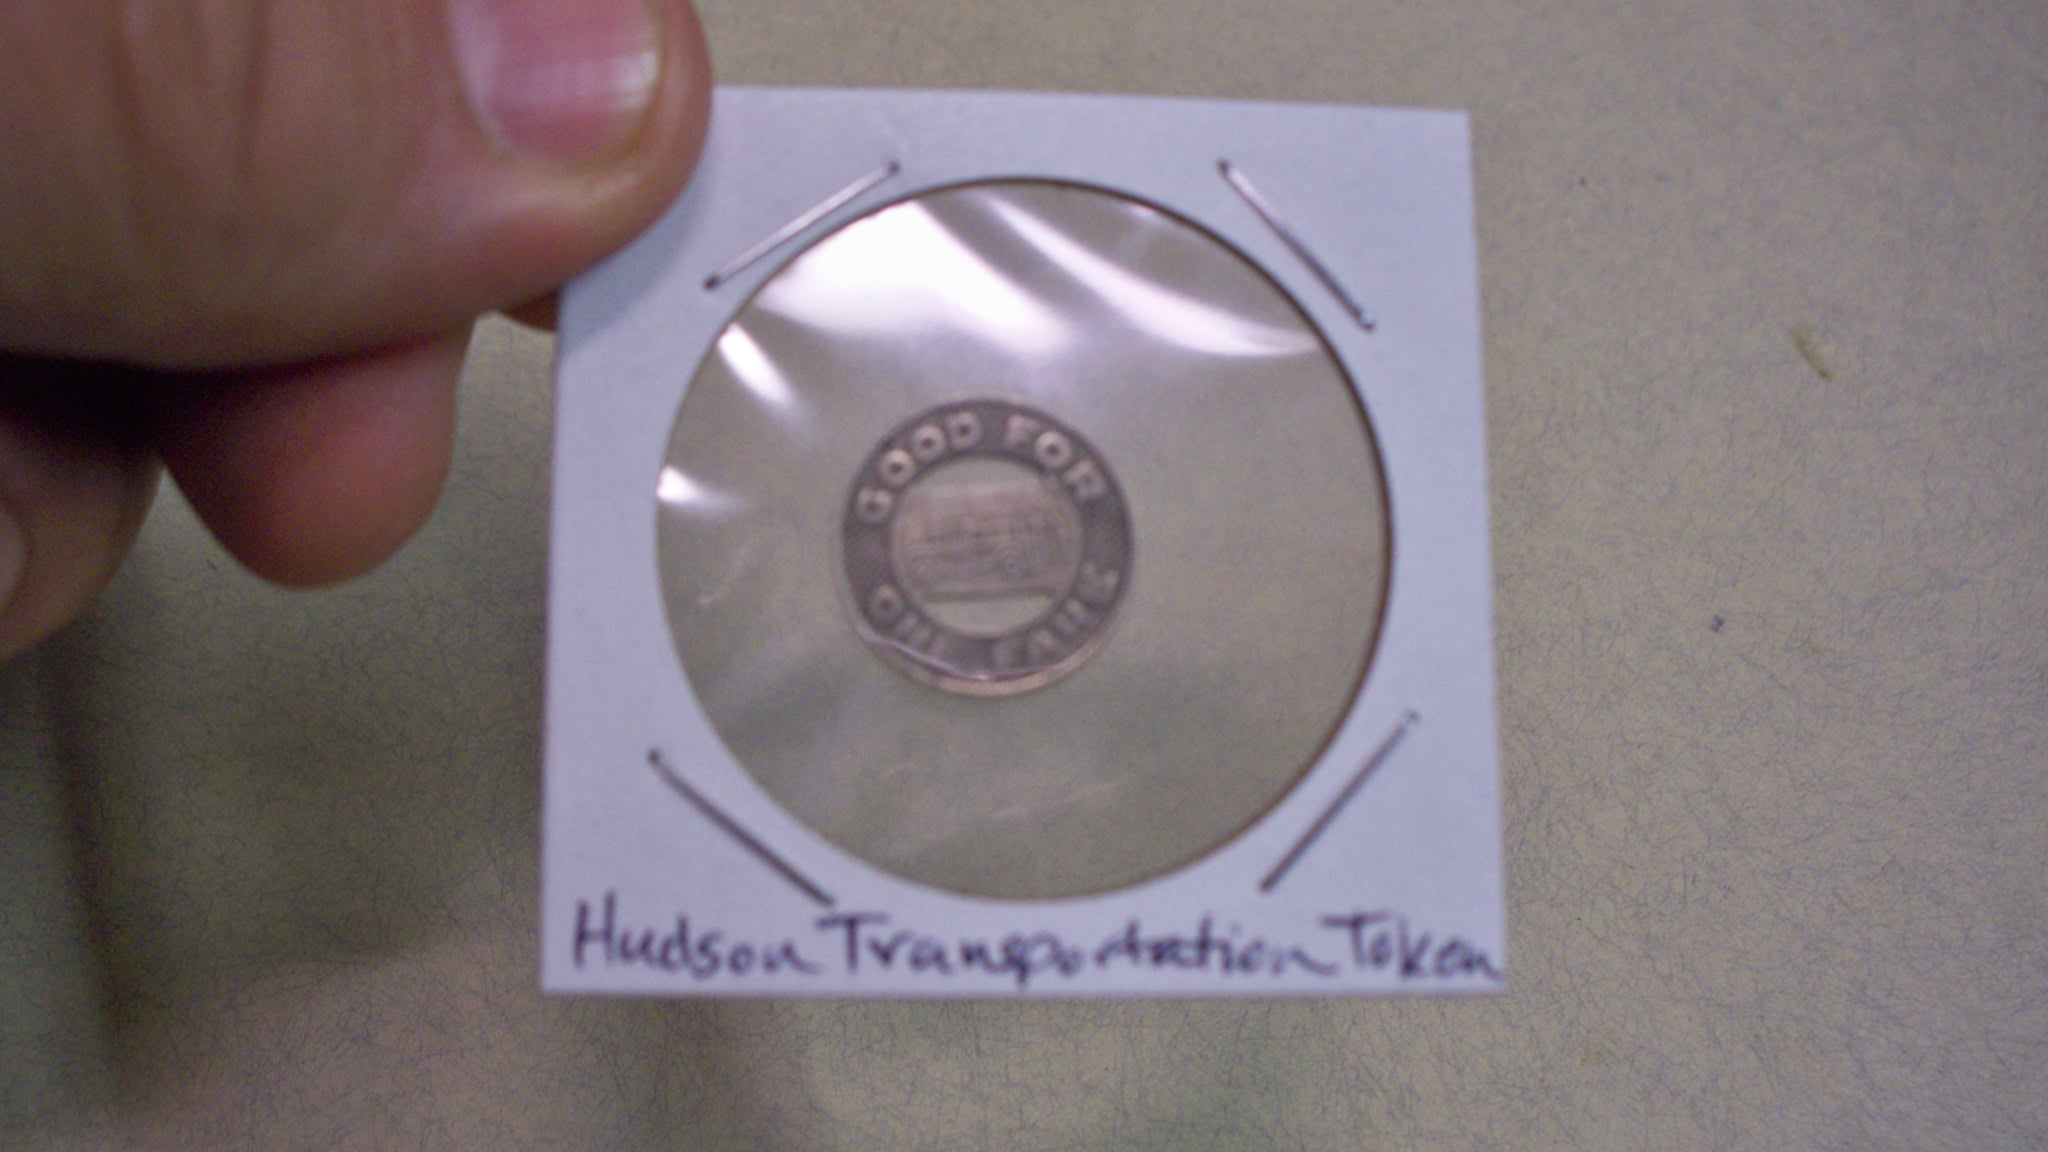 GOOD FOR
ONE FARE
Hudson Transportation Token